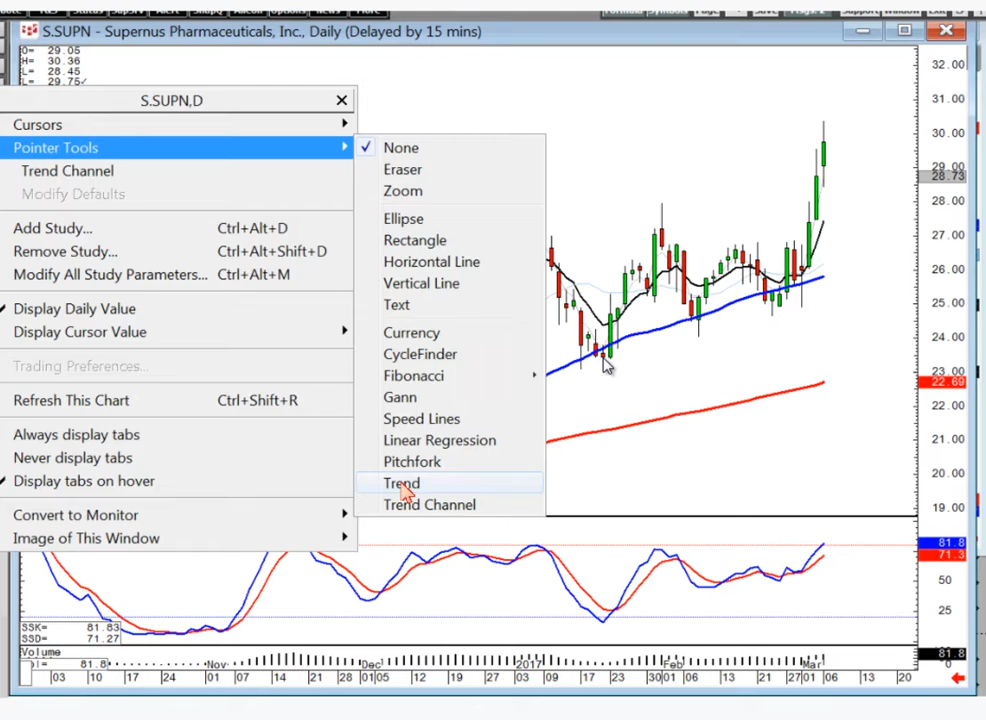 S.SUPN - Supernus Pharmaceuticals, Inc., Daily (Delayed by 15 mins)
O= 29.05
H= 30.36
L= 28.45
L= 29.75
S.SUPN,D
Cursors
Pointer Tools
Trend Channel
Modify Defaults
Add Study... Ctrl+Alt+D
Remove Study... Ctrl+Alt+Shift+D
Modify All Study Parameters... Ctrl+Alt+M
Display Daily Value
Display Cursor Value
Trading Preferences...
Refresh This Chart Ctrl+Shift+R
Always display tabs
Never display tabs
Display tabs on hover
Convert to Monitor
Image of This Window
None
Eraser
Zoom
Ellipse
Rectangle
Horizontal Line
Vertical Line
Text
Currency
CycleFinder
Fibonacci
Gann
Speed Lines
Linear Regression
Pitchfork
Trend
Trend Channel
32.00
31.00
30.00
29.00
28.73
28.00
27.00
26.00
25.00
24.00
23.00
22.69
22.00
21.00
20.00
19.00
81.8
71.3
50
25
SSK= 81.83
SSD= 71.27
Volume
81.8
81.8
0
Nov Dec 2017 Feb Mar
03 10 17 24 01 07 14 21 28 01 05 12 19 27 03 09 17 23 30 01 06 13 21 27 01 06 13 20